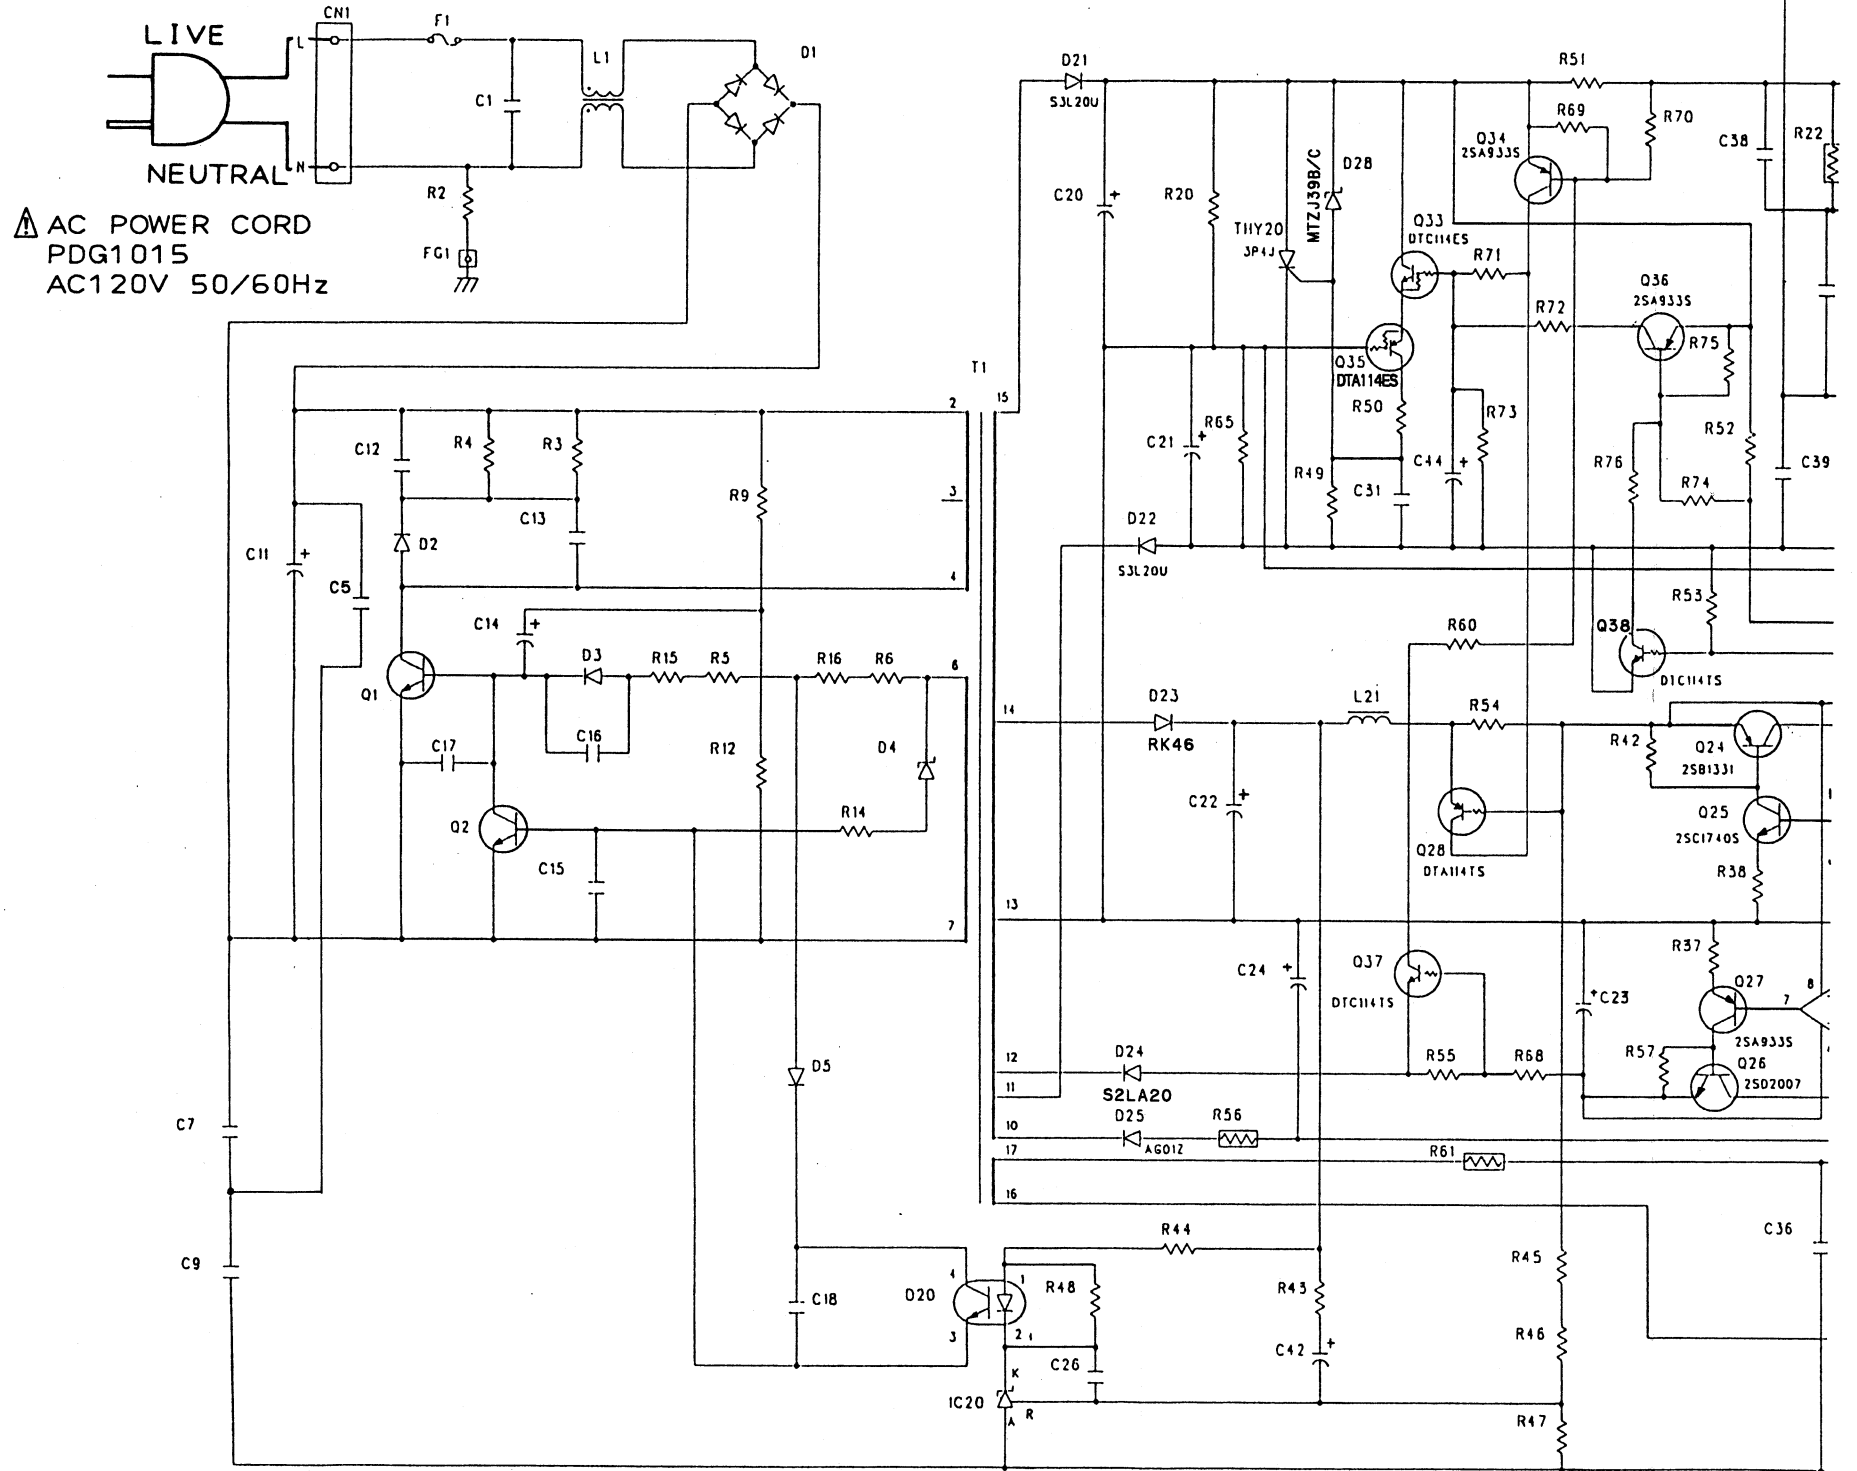 LIVE
CN1
F1
L
L1
D1
C1
NEUTRAL
N
R2
FG1
AC POWER CORD
PDG1015
AC120V 50/60Hz
D21
S3L20U
R51
R69
R70
Q34
2SA933S
C38
R22
C20
+
R20
THY20
3P4J
MTZJ39B/C
D28
Q33
DTC114ES
R71
R72
Q36
2SA933S
R75
Q35
DTA114ES
R50
T1
2
15
C12
R4
R3
R9
3
C13
D2
C11
+
C5
4
C21
+
R65
R49
C31
C44
+
R73
R76
R74
R52
C39
D22
S3L20U
R53
R60
Q38
DTC114TS
C14
+
D3
R15
R5
R16
R6
6
Q1
C16
C17
R12
D4
Q2
R14
C15
7
14
D23
RK46
L21
R54
R42
Q24
2SB1331
C22
+
Q28
DTA114TS
Q25
2SC1740S
R38
13
C24
+
Q37
DTC114TS
+
C23
R37
Q27
2SA933S
7
8
12
D24
S2LA20
R55
R68
R57
Q26
2SD2007
11
10
D25
AG01Z
R56
17
R61
16
D5
C7
C9
C18
R44
D20
4
3
1
2
R48
R43
C42
+
C26
K
IC20
A
R
R45
R46
R47
C36